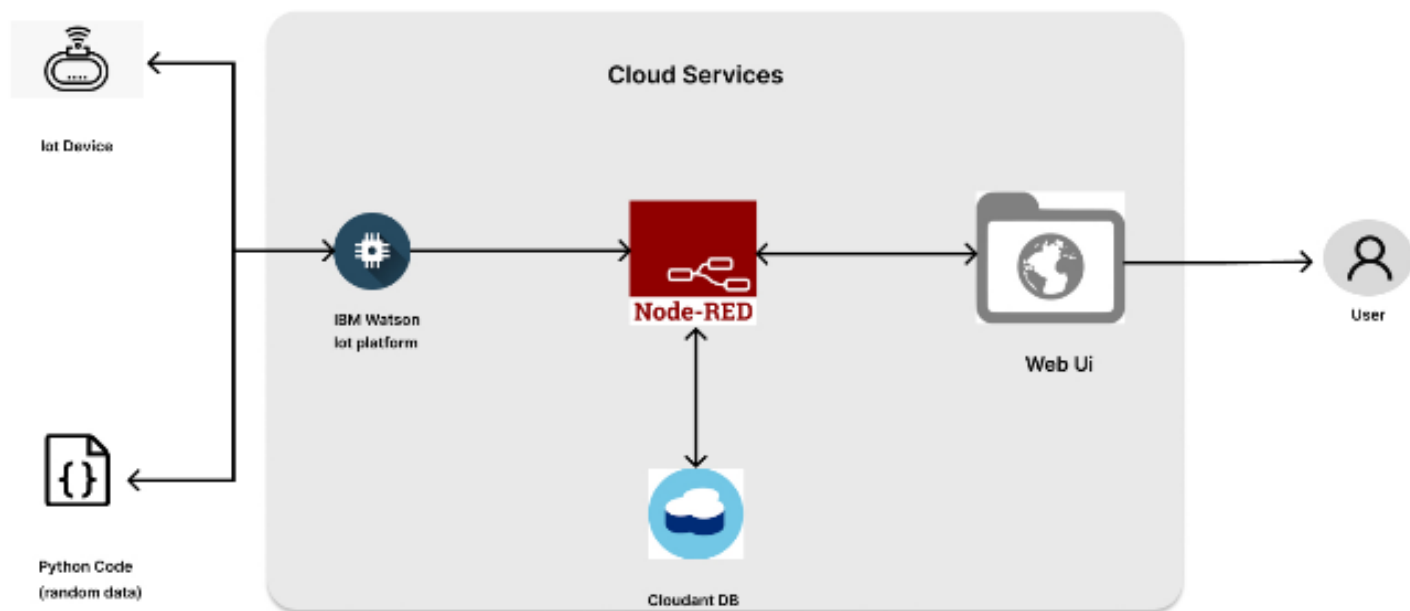 Cloud Services
Iot Device
IBM Watson
Iot platform
Node-RED
Web Ui
User
Python Code
(random data)
Cloudant DB